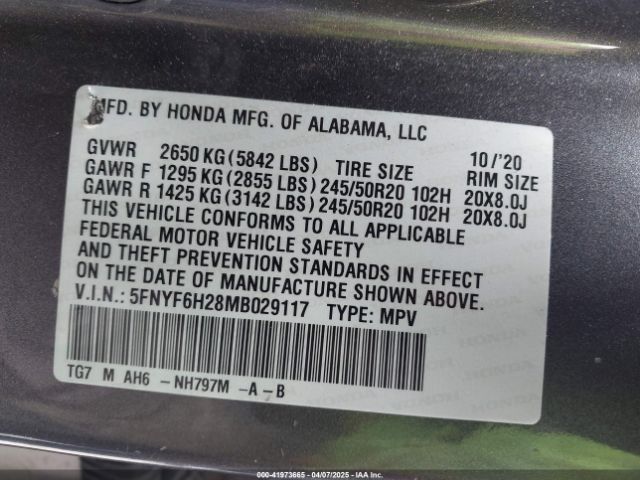 MFD. BY HONDA MFG. OF ALABAMA, LLC
10/'20
GVWR 2650 KG (5842 LBS) TIRE SIZE RIM SIZE
GAWR F 1295 KG (2855 LBS) 245/50R20 102H 20X8.0J
GAWR R 1425 KG (3142 LBS) 245/50R20 102H 20X8.0J
THIS VEHICLE CONFORMS TO ALL APPLICABLE
FEDERAL MOTOR VEHICLE SAFETY
AND THEFT PREVENTION STANDARDS IN EFFECT
ON THE DATE OF MANUFACTURE SHOWN ABOVE.
V.I.N.: 5FNYF6H28MB029117 TYPE: MPV
TG7 M AH6 - NH797M -A - B
000-41973665 - 04/07/2025 - IAA Inc.